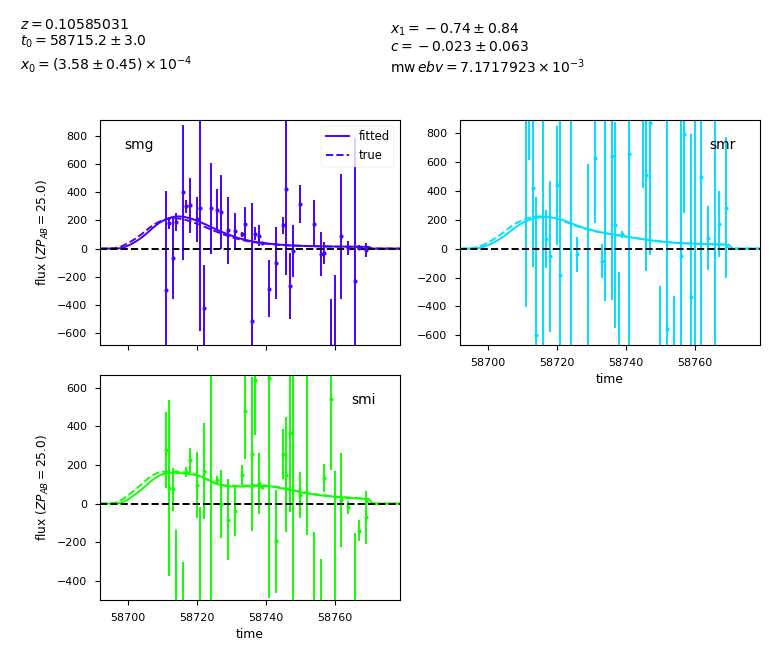 z = 0.10585031
t₀ = 58715.2 ± 3.0
x₀ = (3.58 ± 0.45) × 10⁻⁴
x₁ = −0.74 ± 0.84
c = −0.023 ± 0.063
mw ebv = 7.1717923 × 10⁻³
smg
fitted
true
800
600
400
200
0
−200
−400
−600
flux (ZP_AB = 25.0)
smr
800
600
400
200
0
−200
−400
−600
58700 58720 58740 58760
time
smi
600
400
200
0
−200
−400
flux (ZP_AB = 25.0)
58700 58720 58740 58760
time